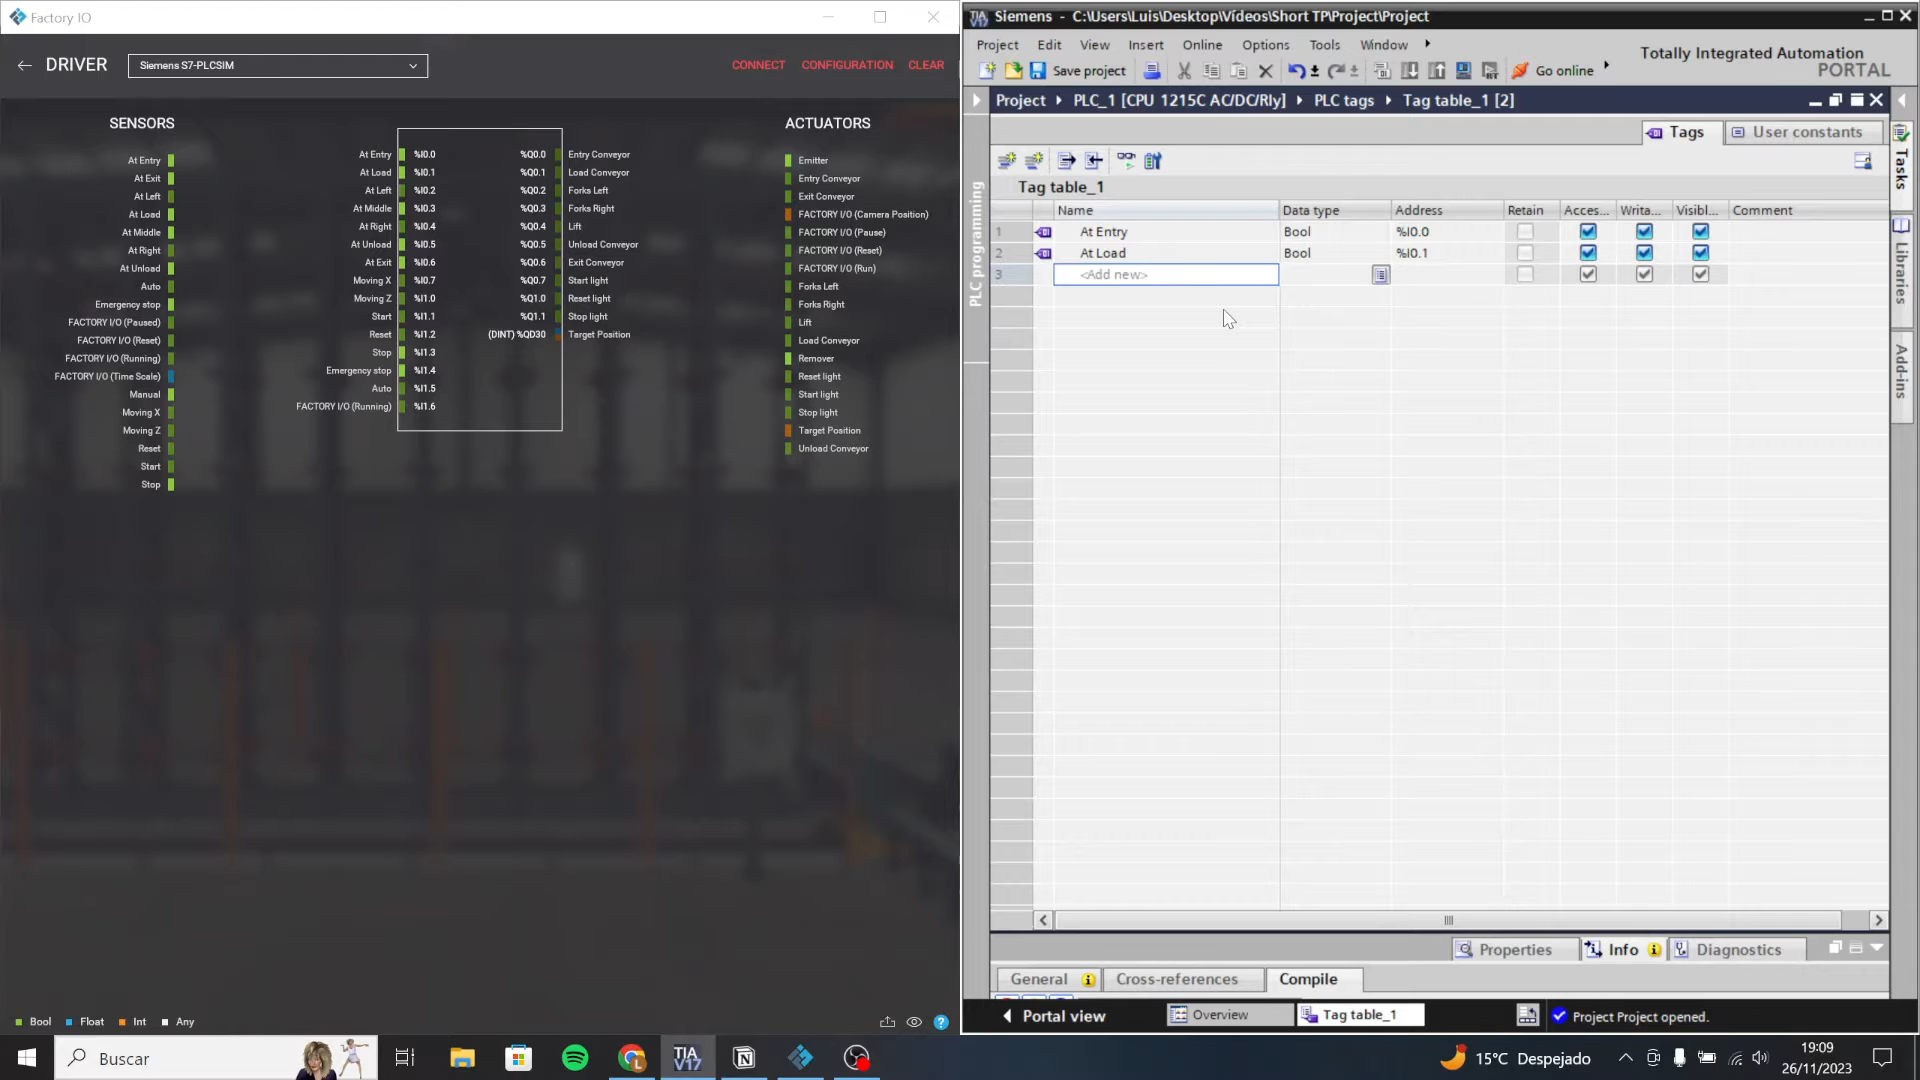 Factory IO
DRIVER
Siemens S7-PLCSIM
CONNECT
CONFIGURATION
CLEAR
SENSORS
At Entry
At Exit
At Left
At Load
At Middle
At Right
At Unload
Auto
Emergency stop
FACTORY I/O (Paused)
FACTORY I/O (Reset)
FACTORY I/O (Running)
FACTORY I/O (Time Scale)
Manual
Moving X
Moving Z
Reset
Start
Stop
At Entry %I0.0 %Q0.0 Entry Conveyor
At Load %I0.1 %Q0.1 Load Conveyor
At Left %I0.2 %Q0.2 Forks Left
At Middle %I0.3 %Q0.3 Forks Right
At Right %I0.4 %Q0.4 Lift
At Unload %I0.5 %Q0.5 Unload Conveyor
At Exit %I0.6 %Q0.6 Exit Conveyor
Moving X %I0.7 %Q0.7 Start light
Moving Z %I1.0 %Q1.0 Reset light
Start %I1.1 %Q1.1 Stop light
Reset %I1.2 (DINT) %QD30 Target Position
Stop %I1.3
Emergency stop %I1.4
Auto %I1.5
FACTORY I/O (Running) %I1.6
ACTUATORS
Emitter
Entry Conveyor
Exit Conveyor
FACTORY I/O (Camera Position)
FACTORY I/O (Pause)
FACTORY I/O (Reset)
FACTORY I/O (Run)
Forks Left
Forks Right
Lift
Load Conveyor
Remover
Reset light
Start light
Stop light
Target Position
Unload Conveyor
Bool Float Int Any
Siemens - C:\Users\Luis\Desktop\Vídeos\Short TP\Project\Project
Project Edit View Insert Online Options Tools Window
Totally Integrated Automation
PORTAL
Save project
Go online
Project PLC_1 [CPU 1215C AC/DC/Rly] PLC tags Tag table_1 [2]
Tags User constants
PLC programming
Tag table_1
Name Data type Address Retain Acces... Writa... Visibl... Comment
1 At Entry Bool %I0.0
2 At Load Bool %I0.1
3 <Add new>
Tasks
Libraries
Add-ins
Properties Info Diagnostics
General Cross-references Compile
Portal view Overview Tag table_1 Project Project opened.
Buscar
TIA
V17
15°C Despejado
19:09
26/11/2023